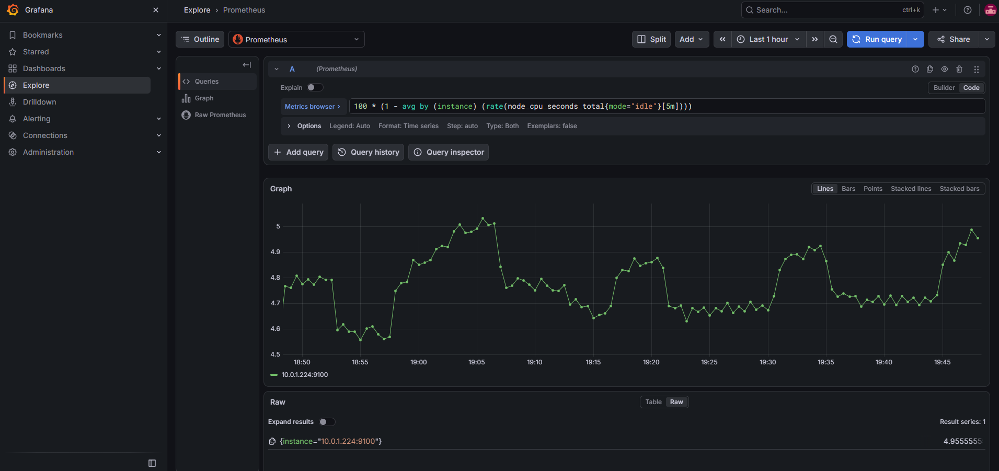 Grafana
Explore › Prometheus
Search... ctrl+k
Bookmarks
Starred
Dashboards
Explore
Drilldown
Alerting
Connections
Administration
Outline
Prometheus
Split
Add
Last 1 hour
Run query
Share
Queries
Graph
Raw Prometheus
A (Prometheus)
Explain
Builder Code
Metrics browser ›
100 * (1 - avg by (instance) (rate(node_cpu_seconds_total{mode="idle"}[5m])))
Options Legend: Auto Format: Time series Step: auto Type: Both Exemplars: false
+ Add query
Query history
Query inspector
Graph
Lines Bars Points Stacked lines Stacked bars
5
4.9
4.8
4.7
4.6
4.5
18:50 18:55 19:00 19:05 19:10 19:15 19:20 19:25 19:30 19:35 19:40 19:45
10.0.1.224:9100
Raw
Table Raw
Expand results
Result series: 1
{instance="10.0.1.224:9100"} 4.9555555